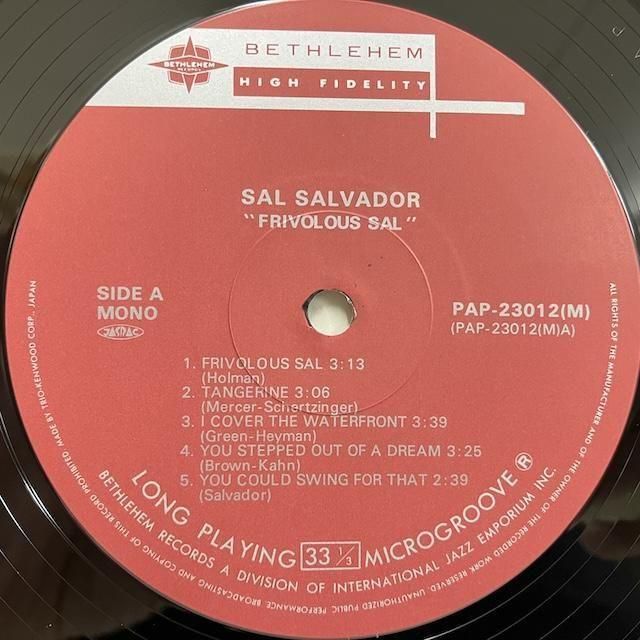 BETHLEHEM
BETHLEHEM
HIGH FIDELITY
SAL SALVADOR
"FRIVOLOUS SAL"
SIDE A
MONO
JASRAC
PAP-23012(M)
(PAP-23012(M)A)
1. FRIVOLOUS SAL 3:13
(Holman)
2. TANGERINE 3:06
(Mercer-Schertzinger)
3. I COVER THE WATERFRONT 3:39
(Green-Heyman)
4. YOU STEPPED OUT OF A DREAM 3:25
(Brown-Kahn)
5. YOU COULD SWING FOR THAT 2:39
(Salvador)
LONG PLAYING 33 1/3 MICROGROOVE ®
BETHLEHEM RECORDS A DIVISION OF INTERNATIONAL JAZZ EMPORIUM INC.
ALL RIGHTS OF THE MANUFACTURER AND OF THE OWNER OF THE RECORDED WORK RESERVED. UNAUTHORIZED PUBLIC PERFORMANCE, BROADCASTING AND COPYING OF THIS RECORD PROHIBITED MADE BY TRIO-KENWOOD CORP., JAPAN